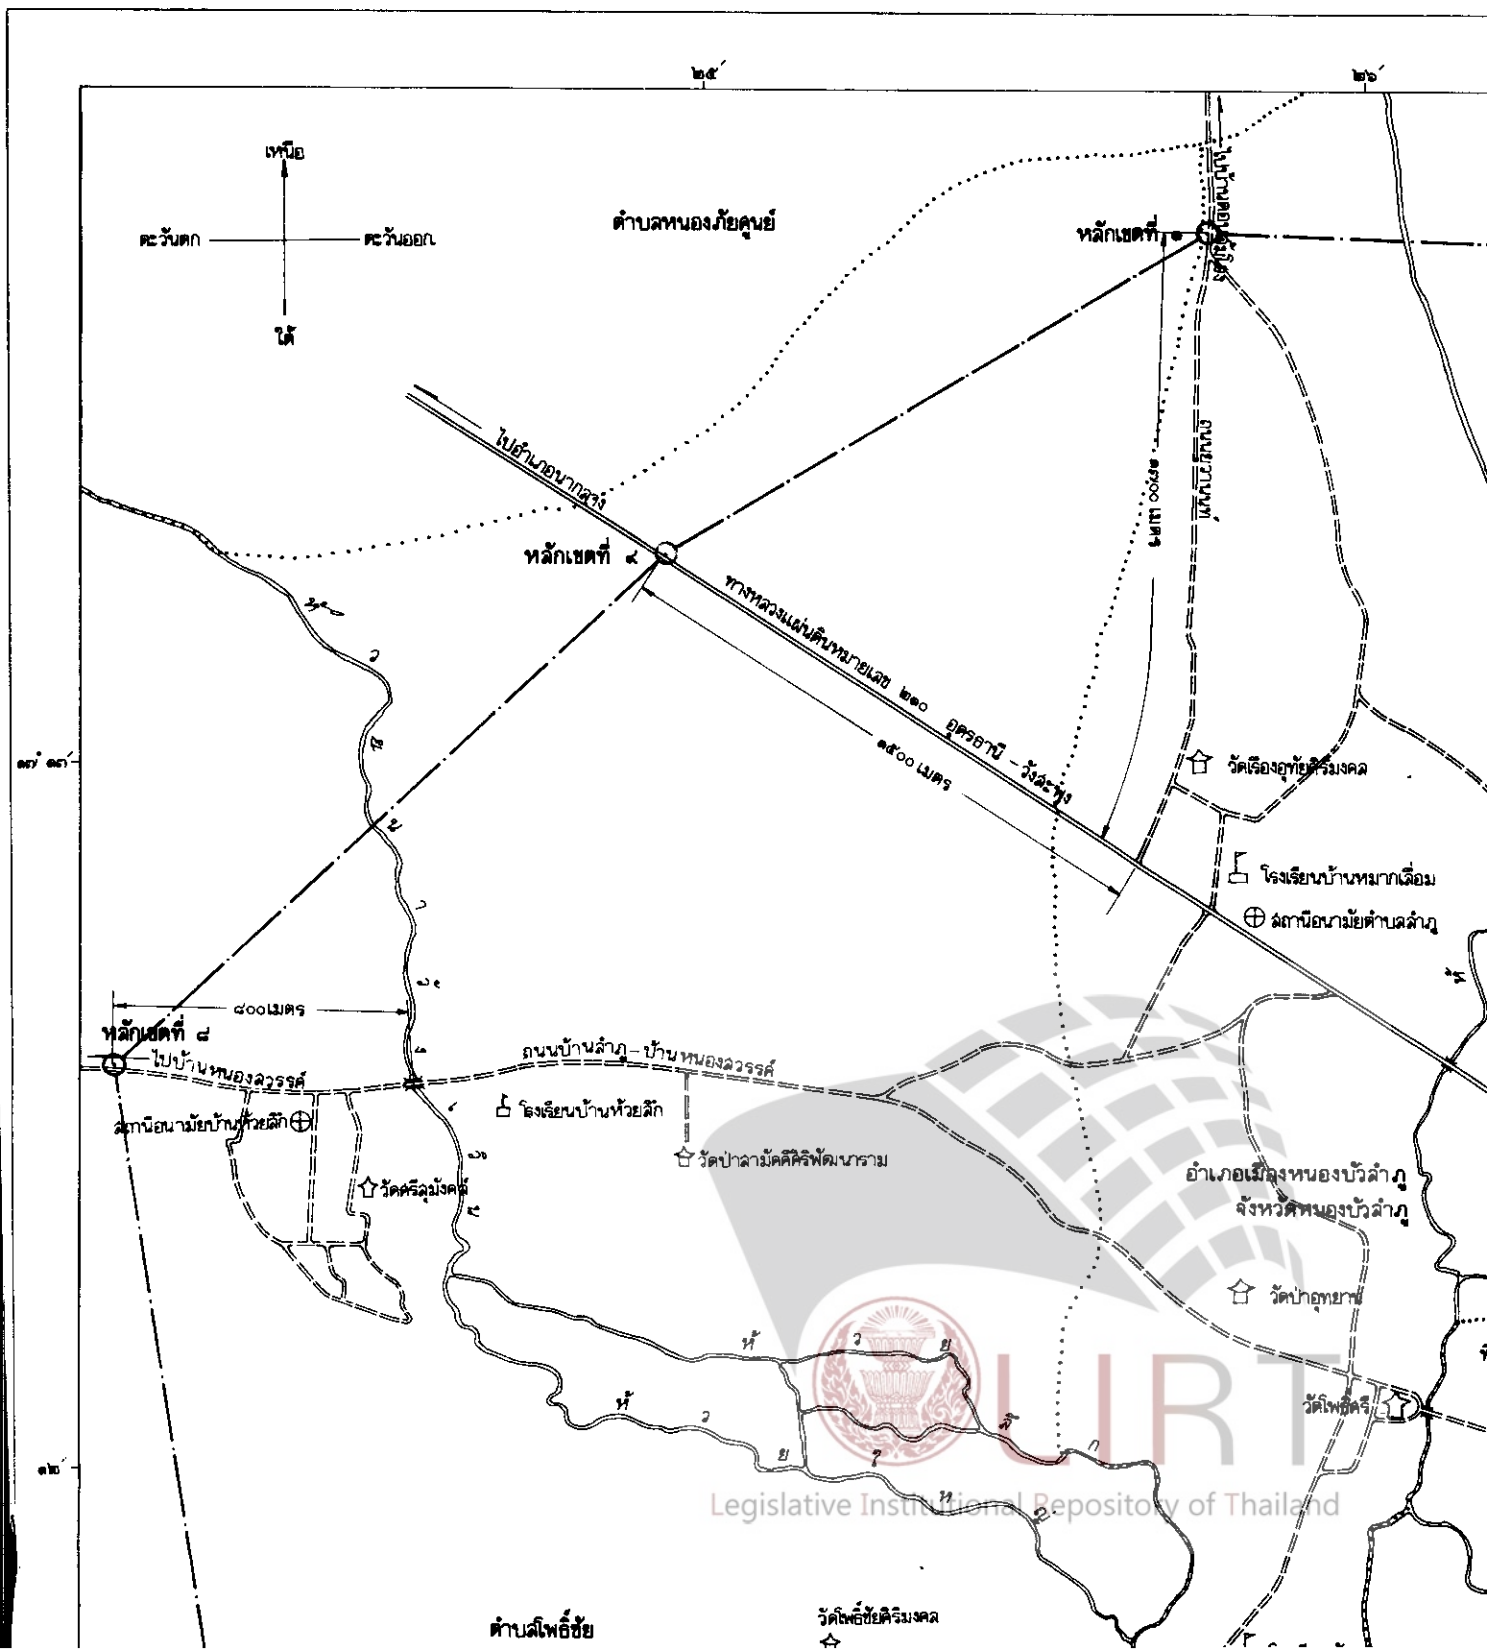 ๒๕′
๒๖′
เหนือ
ตะวันตก
ตะวันออก
ใต้
ตำบลหนองภัยศูนย์
หลักเขตที่ ๑
ไปอำเภอนากลาง
หลักเขตที่ ๔
ทางหลวงแผ่นดินหมายเลข ๒๑๐ อุดรธานี - วังสะพุง
๑๕๐๐ เมตร
๑๗๐๐ เมตร
๑๗° ๑๓′
วัดเรืองอุทัยศิริมงคล
โรงเรียนบ้านหมากเลื่อม
สถานีอนามัยตำบลลำภู
๘๐๐ เมตร
หลักเขตที่ ๘
ไปบ้านหนองสวรรค์
ถนนบ้านลำภู - บ้านหนองสวรรค์
สถานีอนามัยบ้านห้วยลึก
โรงเรียนบ้านห้วยลึก
วัดศรีสุมังคล์
วัดป่าสามัคคีศิริพัฒนาราม
อำเภอเมืองหนองบัวลำภู
จังหวัดหนองบัวลำภู
วัดป่าอุทยาน
ห้ ว ย
ลึ ก
ห้ ว ย
วัดโพธิ์ศรี
LIRT
๑๒′
Legislative Institutional Repository of Thailand
ตำบลโพธิ์ชัย
วัดโพธิ์ชัยศิริมงคล